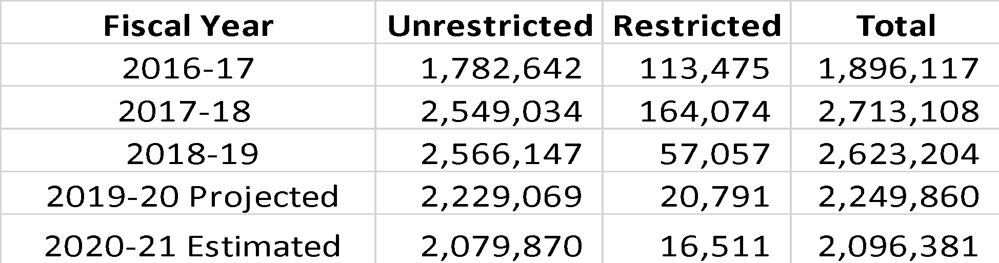 Fiscal Year Unrestricted Restricted Total
2016-17 1,782,642 113,475 1,896,117
2017-18 2,549,034 164,074 2,713,108
2018-19 2,566,147 57,057 2,623,204
2019-20 Projected 2,229,069 20,791 2,249,860
2020-21 Estimated 2,079,870 16,511 2,096,381